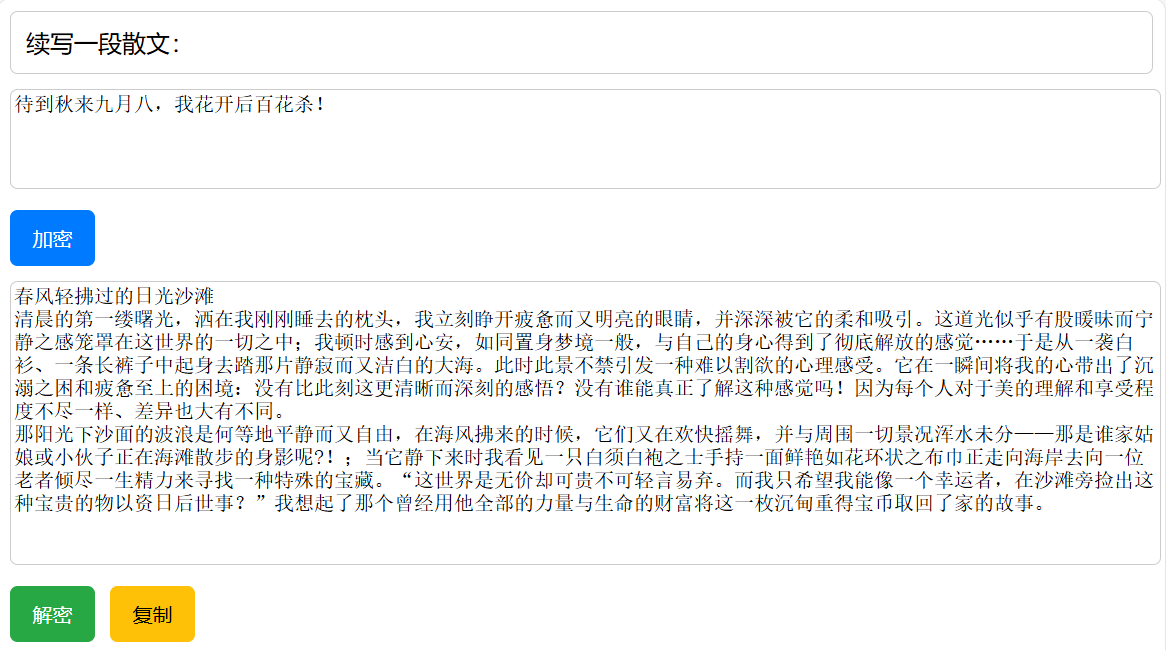 续写一段散文：
待到秋来九月八，我花开后百花杀！
加密
春风轻拂过的日光沙滩
清晨的第一缕曙光，洒在我刚刚睡去的枕头，我立刻睁开疲惫而又明亮的眼睛，并深深被它的柔和吸引。这道光似乎有股暖昧而宁
静之感笼罩在这世界的一切之中；我顿时感到心安，如同置身梦境一般，与自己的身心得到了彻底解放的感觉……于是从一袭白
衫、一条长裤子中起身去踏那片静寂而又洁白的大海。此时此景不禁引发一种难以割欲的心理感受。它在一瞬间将我的心带出了沉
溺之困和疲惫至上的困境：没有比此刻这更清晰而深刻的感悟？没有谁能真正了解这种感觉吗！因为每个人对于美的理解和享受程
度不尽一样、差异也大有不同。
那阳光下沙面的波浪是何等地平静而又自由，在海风拂来的时候，它们又在欢快摇舞，并与周围一切景况浑水未分——那是谁家姑
娘或小伙子正在海滩散步的身影呢?！；当它静下来时我看见一只白须白袍之士手持一面鲜艳如花环状之布巾正走向海岸去向一位
老者倾尽一生精力来寻找一种特殊的宝藏。“这世界是无价却可贵不可轻言易弃。而我只希望我能像一个幸运者，在沙滩旁捡出这
种宝贵的物以资日后世事？”我想起了那个曾经用他全部的力量与生命的财富将这一枚沉甸重得宝币取回了家的故事。
解密
复制